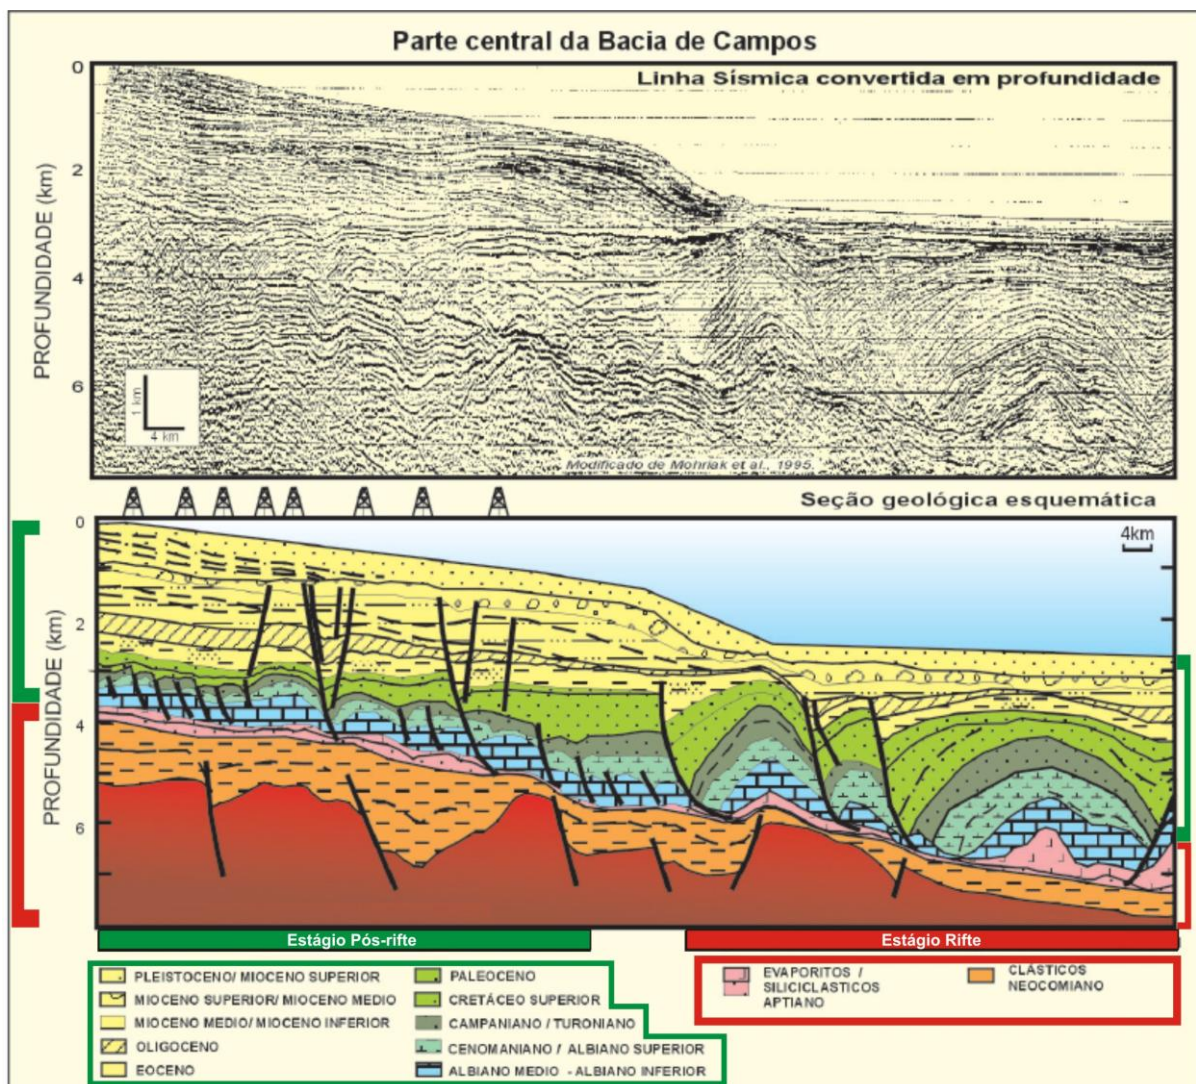 Parte central da Bacia de Campos
Linha Sísmica convertida em profundidade
0
2
4
6
PROFUNDIDADE (km)
1 km
4 km
Modificado de Mohriak et al., 1995.
Seção geológica esquemática
0
2
4
6
PROFUNDIDADE (km)
4km
Estágio Pós-rifte
Estágio Rifte
PLEISTOCENO/ MIOCENO SUPERIOR
MIOCENO SUPERIOR/ MIOCENO MEDIO
MIOCENO MEDIO/ MIOCENO INFERIOR
OLIGOCENO
EOCENO
PALEOCENO
CRETÁCEO SUPERIOR
CAMPANIANO / TURONIANO
CENOMANIANO / ALBIANO SUPERIOR
ALBIANO MEDIO - ALBIANO INFERIOR
EVAPORITOS /
SILICICLASTICOS
APTIANO
CLÁSTICOS
NEOCOMIANO